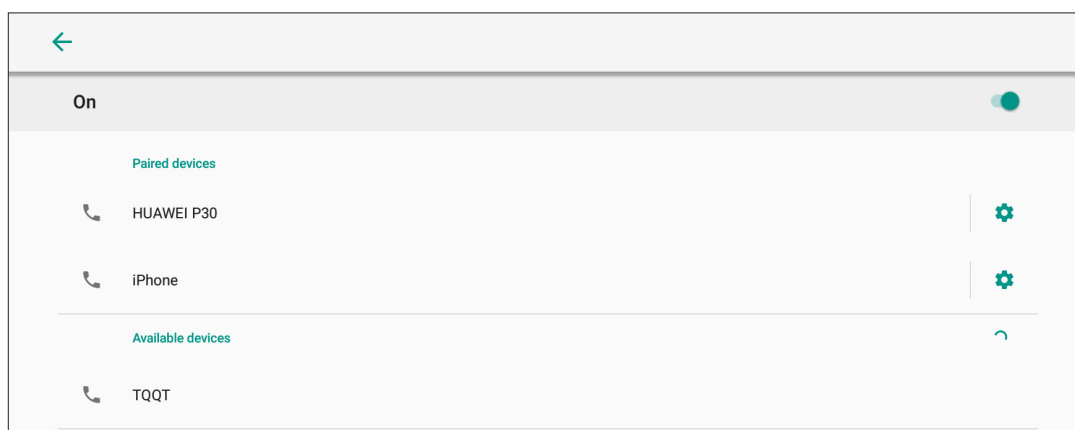 On
Paired devices
HUAWEI P30
iPhone
Available devices
TQQT